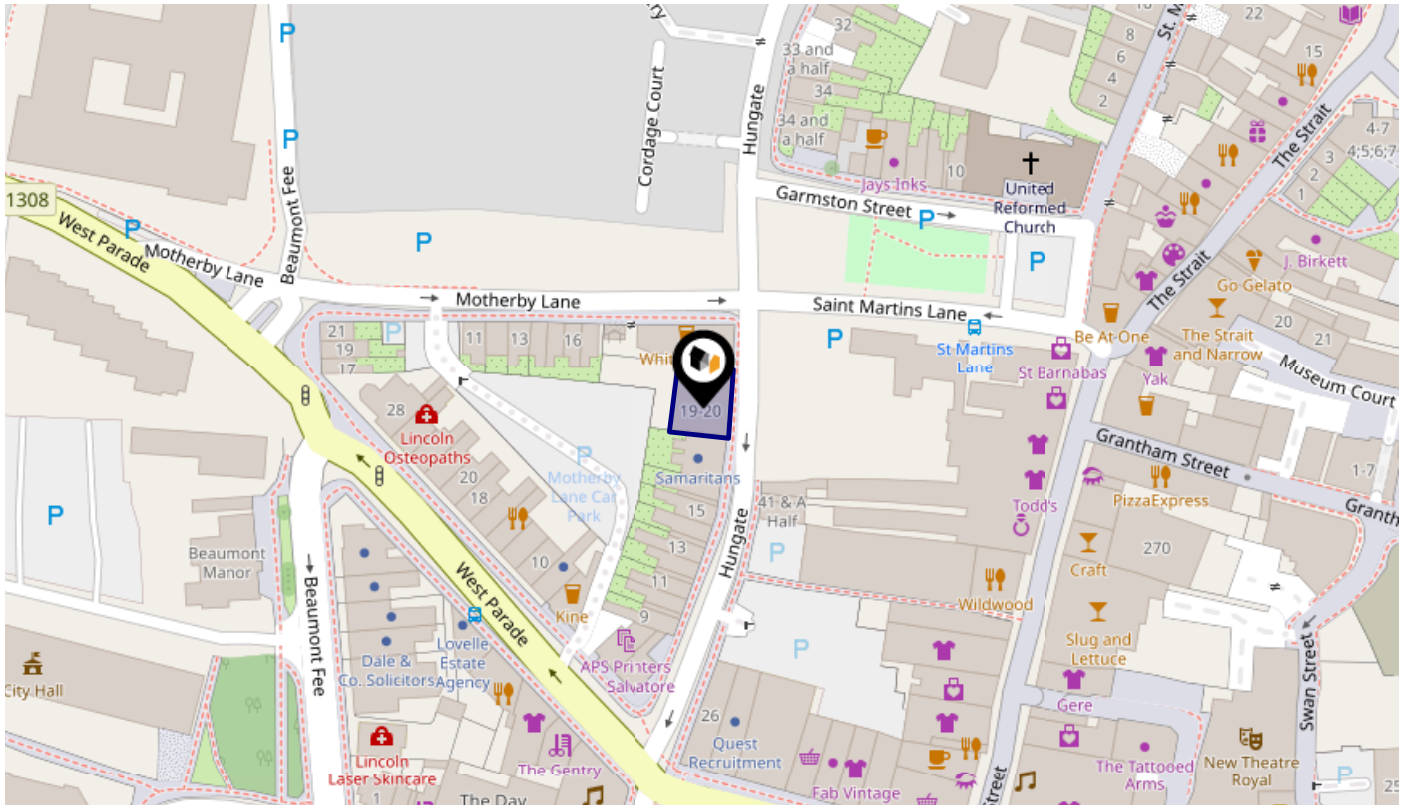 32
33 and
a half
34
34 and
a half
8
6
4
2
22
15
4-7
4;5;6;7
3
2
1
The Strait
Hungate
Cordage Court
Beaumont Fee
1308
West Parade
Motherby Lane
Jays Inks
10
United
Reformed
Church
Garmston Street
J. Birkett
Go Gelato
The Strait
Motherby Lane
Saint Martins Lane
St Martins
Lane
Be At One
The Strait
and Narrow
20
21
Museum Court
St Barnabas
Yak
21
19
17
11
13
16
19-20
28
Lincoln
Osteopaths
20
18
Motherby
Lane Car
Park
Samaritans
15
13
11
9
41 & A
Half
Hungate
Todd's
Grantham Street
PizzaExpress
1-7
270
Craft
Slug and
Lettuce
Wildwood
Beaumont
Manor
Beaumont Fee
West Parade
10
Kine
Lovelle
Estate
Agency
Dale &
Co. Solicitors
APS Printers
Salvatore
City Hall
Lincoln
Laser Skincare
1
The Gentry
The Day
26
Quest
Recruitment
Fab Vintage
Gere
The Tattooed
Arms
New Theatre
Royal
Swan Street
Street
25
P
P
P
P
P
P
P
P
P
P
P
P
P
P